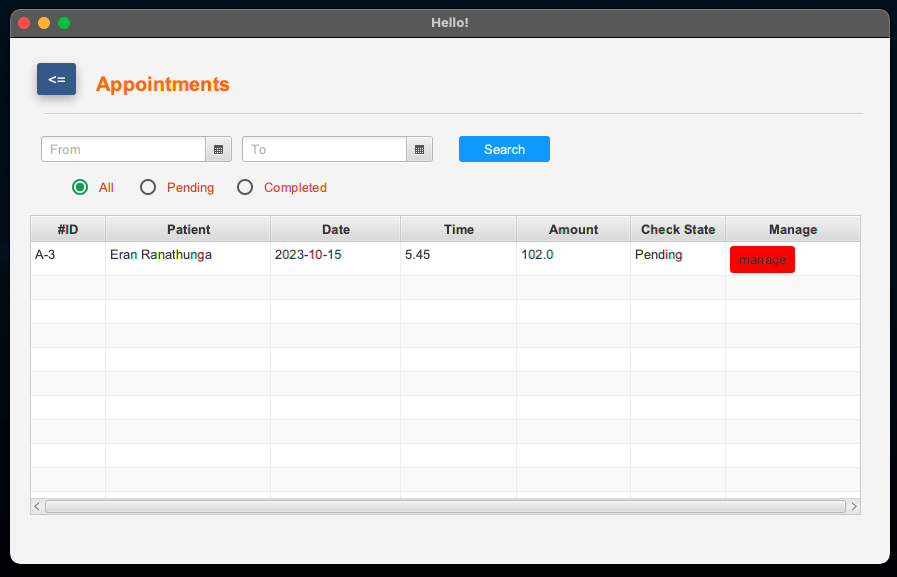 Hello!
<=
Appointments
From To Search
All Pending Completed
#ID Patient Date Time Amount Check State Manage
A-3 Eran Ranathunga 2023-10-15 5.45 102.0 Pending manage